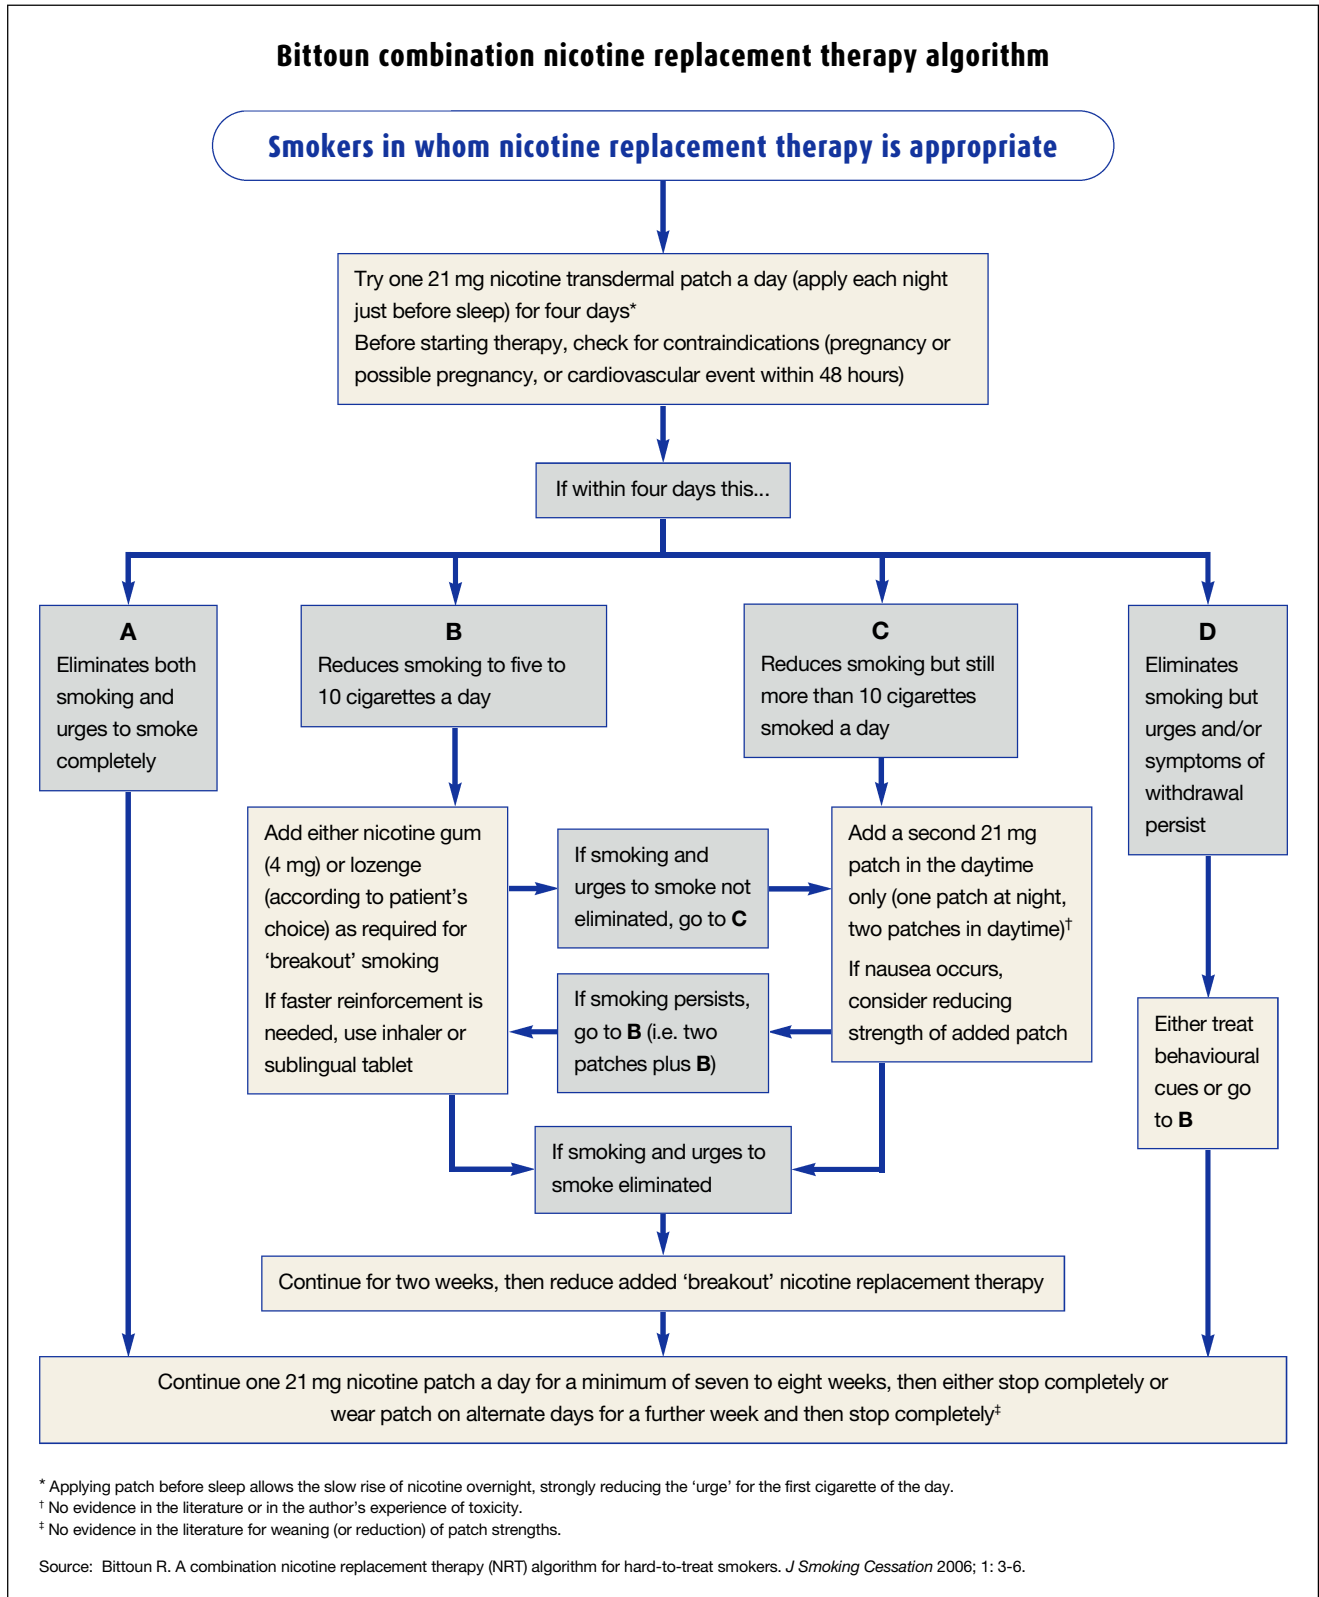 Bittoun combination nicotine replacement therapy algorithm
Smokers in whom nicotine replacement therapy is appropriate
Try one 21 mg nicotine transdermal patch a day (apply each night
just before sleep) for four days*
Before starting therapy, check for contraindications (pregnancy or
possible pregnancy, or cardiovascular event within 48 hours)
If within four days this...
A
Eliminates both
smoking and
urges to smoke
completely
B
Reduces smoking to five to
10 cigarettes a day
C
Reduces smoking but still
more than 10 cigarettes
smoked a day
D
Eliminates
smoking but
urges and/or
symptoms of
withdrawal
persist
Add either nicotine gum
(4 mg) or lozenge
(according to patient's
choice) as required for
'breakout' smoking
If faster reinforcement is
needed, use inhaler or
sublingual tablet
If smoking and
urges to smoke not
eliminated, go to C
If smoking persists,
go to B (i.e. two
patches plus B)
Add a second 21 mg
patch in the daytime
only (one patch at night,
two patches in daytime)†
If nausea occurs,
consider reducing
strength of added patch
Either treat
behavioural
cues or go
to B
If smoking and urges to
smoke eliminated
Continue for two weeks, then reduce added 'breakout' nicotine replacement therapy
Continue one 21 mg nicotine patch a day for a minimum of seven to eight weeks, then either stop completely or
wear patch on alternate days for a further week and then stop completely‡
* Applying patch before sleep allows the slow rise of nicotine overnight, strongly reducing the 'urge' for the first cigarette of the day.
† No evidence in the literature or in the author's experience of toxicity.
‡ No evidence in the literature for weaning (or reduction) of patch strengths.
Source: Bittoun R. A combination nicotine replacement therapy (NRT) algorithm for hard-to-treat smokers. J Smoking Cessation 2006; 1: 3-6.